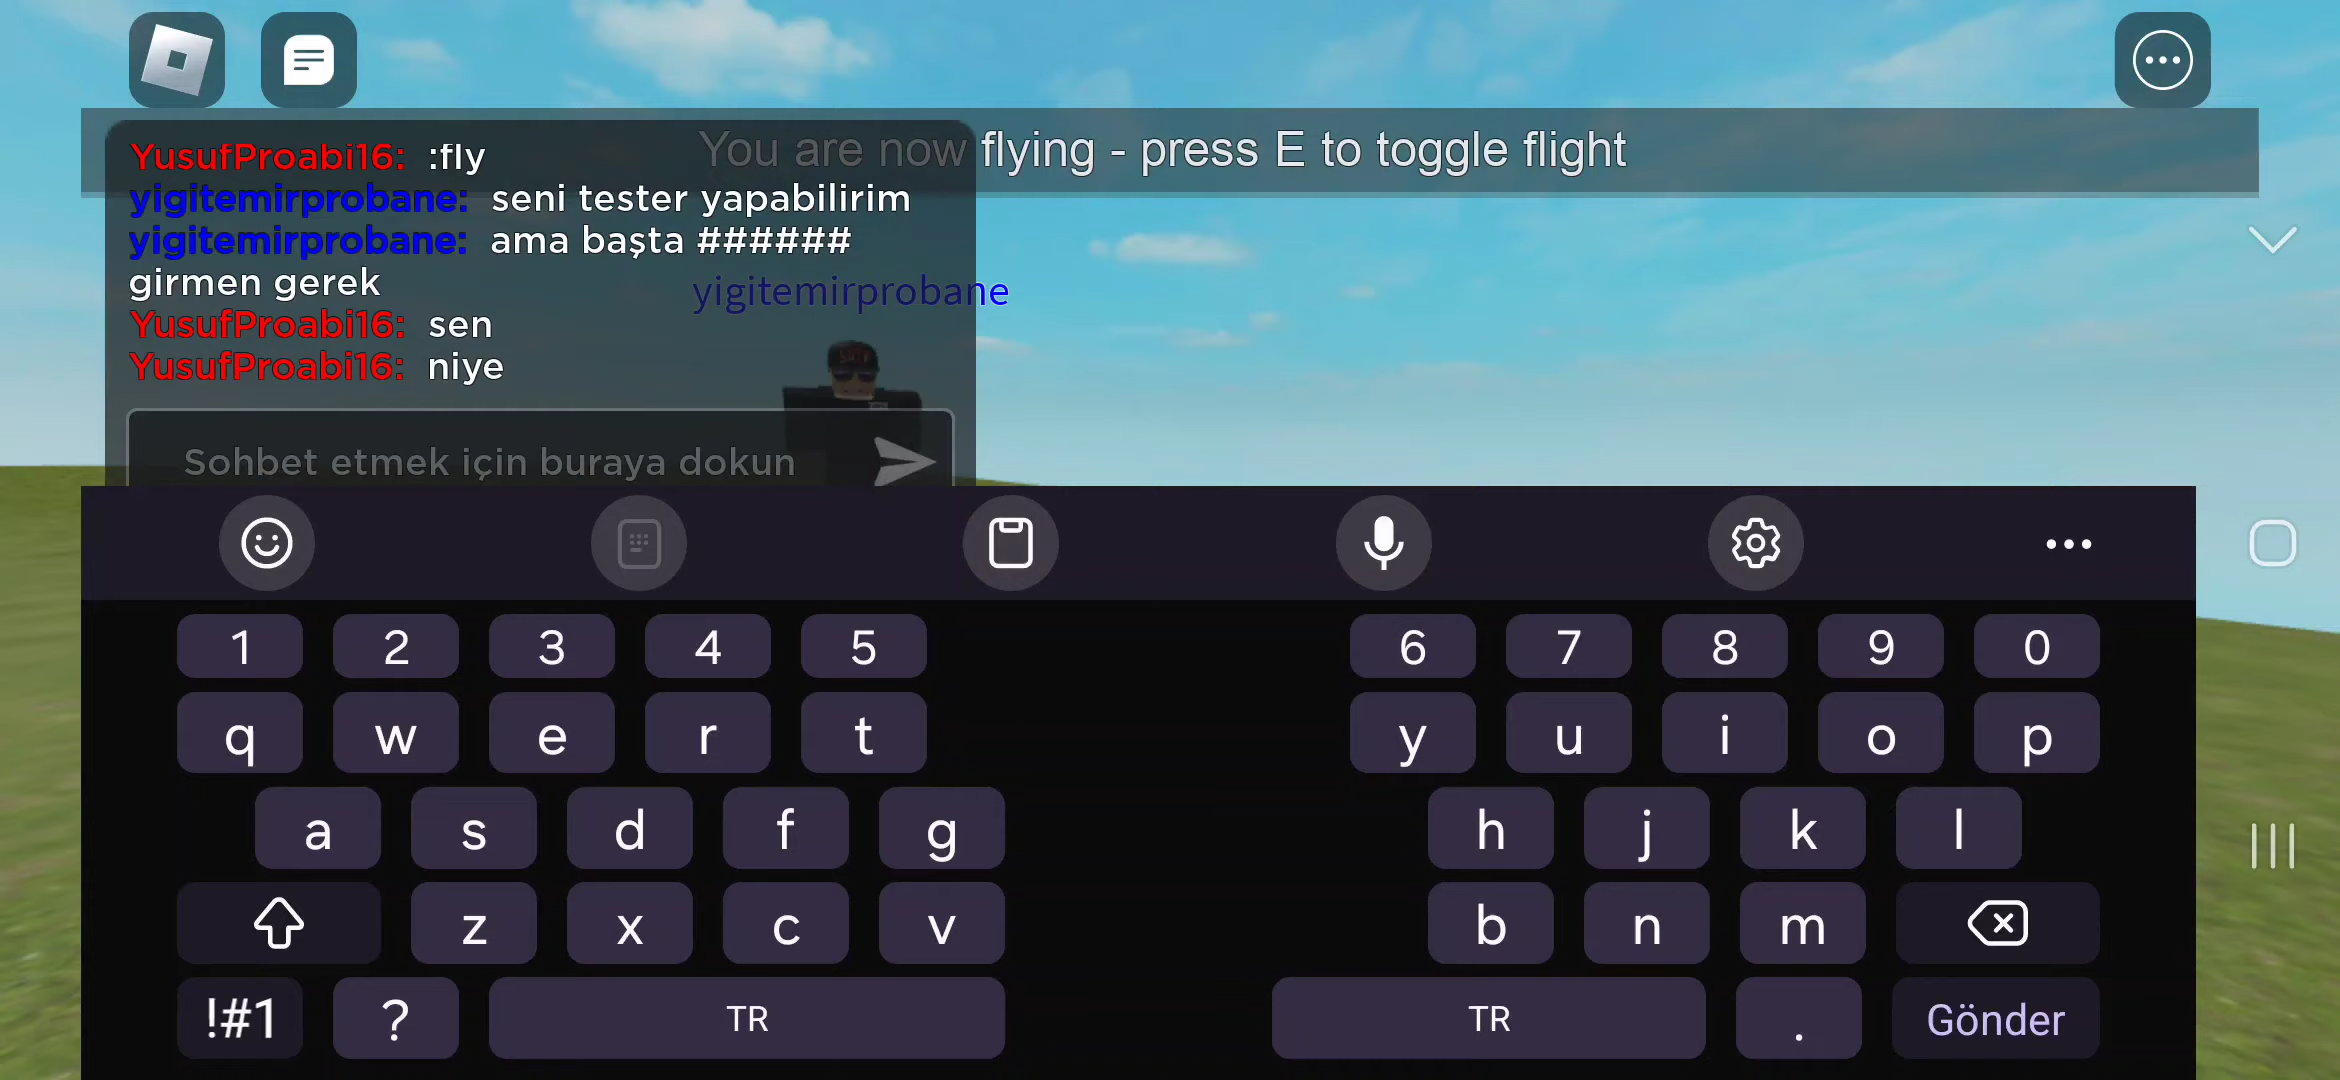 You are now flying - press E to toggle flight
YusufProabi16: :fly
yigitemirprobane: seni tester yapabilirim
yigitemirprobane: ama başta ######
girmen gerek
yigitemirprobane
YusufProabi16: sen
YusufProabi16: niye
Sohbet etmek için buraya dokun
1 2 3 4 5 6 7 8 9 0
q w e r t y u i o p
a s d f g h j k l
z x c v b n m
!#1 ? TR TR . Gönder